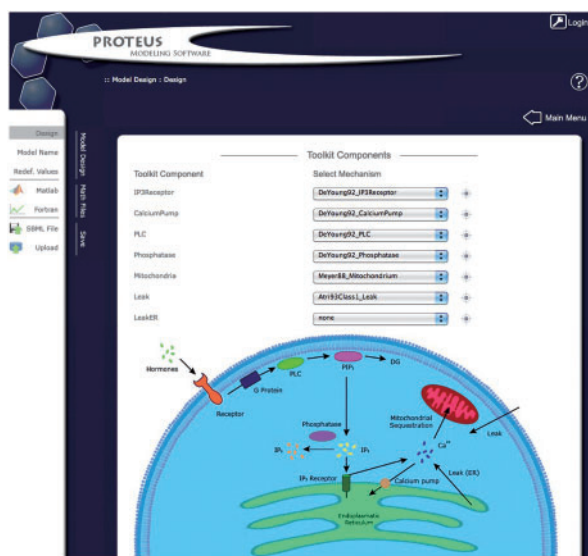 Login
PROTEUS
MODELING SOFTWARE
:: Model Design : Design
?
Main Menu
Design
Model Name
Redef. Values
Matlab
Fortran
SBML File
Upload
Model Design
Math Files
Save
Toolkit Components
Toolkit Component Select Mechanism
IP3Receptor DeYoung92_IP3Receptor
CalciumPump DeYoung92_CalciumPump
PLC DeYoung92_PLC
Phosphatase DeYoung92_Phosphatase
Mitochondria Meyer88_Mitochondrium
Leak Atri93Class1_Leak
LeakER none
Hormones
Receptor
G Protein
PLC
PIP₂
DG
Phosphatase
IP₃
Mitochondrial
Sequestration
Ca⁺⁺
Leak
Leak (ER)
IP₃ Receptor
Calcium pump
Endoplasmatic
Reticulum